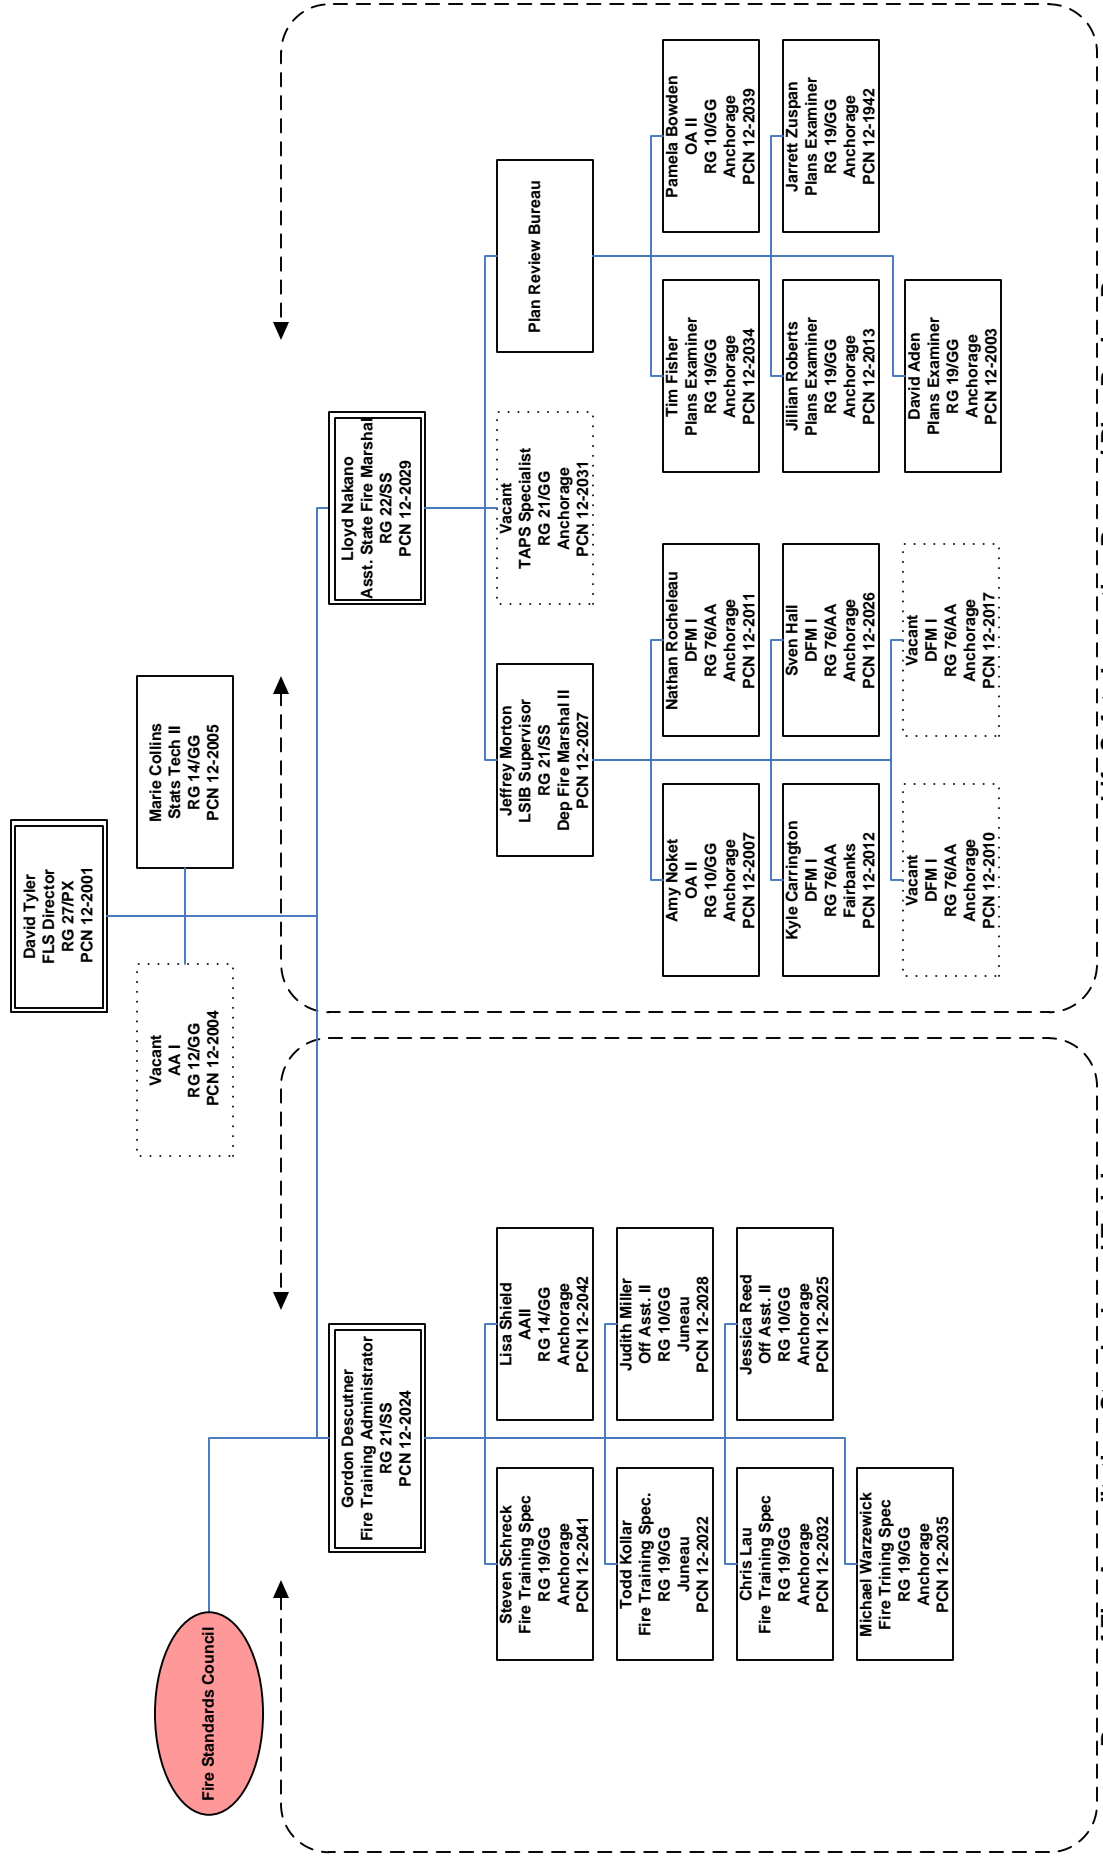 David Tyler
FLS Director
RG 27/PX
PCN 12-2001
Vacant
AA I
RG 12/GG
PCN 12-2004
Marie Collins
Stats Tech II
RG 14/GG
PCN 12-2005
Fire Standards Council
Gordon Descutner
Fire Training Administrator
RG 21/SS
PCN 12-2024
Steven Schreck
Fire Training Spec
RG 19/GG
Anchorage
PCN 12-2041
Lisa Shield
AAII
RG 14/GG
Anchorage
PCN 12-2042
Todd Kollar
Fire Training Spec.
RG 19/GG
Juneau
PCN 12-2022
Judith Miller
Off Asst. II
RG 10/GG
Juneau
PCN 12-2028
Chris Lau
Fire Training Spec
RG 19/GG
Anchorage
PCN 12-2032
Jessica Reed
Off Asst. II
RG 10/GG
Anchorage
PCN 12-2025
Michael Warzewick
Fire Trining Spec
RG 19/GG
Anchorage
PCN 12-2035
Lloyd Nakano
Asst. State Fire Marshal
RG 22/SS
PCN 12-2029
Jeffrey Morton
LSIB Supervisor
RG 21/SS
Dep Fire Marshal II
PCN 12-2027
Vacant
TAPS Specialist
RG 21/GG
Anchorage
PCN 12-2031
Plan Review Bureau
Amy Noket
OA II
RG 10/GG
Anchorage
PCN 12-2007
Nathan Rocheleau
DFM I
RG 76/AA
Anchorage
PCN 12-2011
Kyle Carrington
DFM I
RG 76/AA
Fairbanks
PCN 12-2012
Sven Hall
DFM I
RG 76/AA
Anchorage
PCN 12-2026
Vacant
DFM I
RG 76/AA
Anchorage
PCN 12-2010
Vacant
DFM I
RG 76/AA
Anchorage
PCN 12-2017
Tim Fisher
Plans Examiner
RG 19/GG
Anchorage
PCN 12-2034
Pamela Bowden
OA II
RG 10/GG
Anchorage
PCN 12-2039
Jillian Roberts
Plans Examiner
RG 19/GG
Anchorage
PCN 12-2013
Jarrett Zuspan
Plans Examiner
RG 19/GG
Anchorage
PCN 12-1942
David Aden
Plans Examiner
RG 19/GG
Anchorage
PCN 12-2003